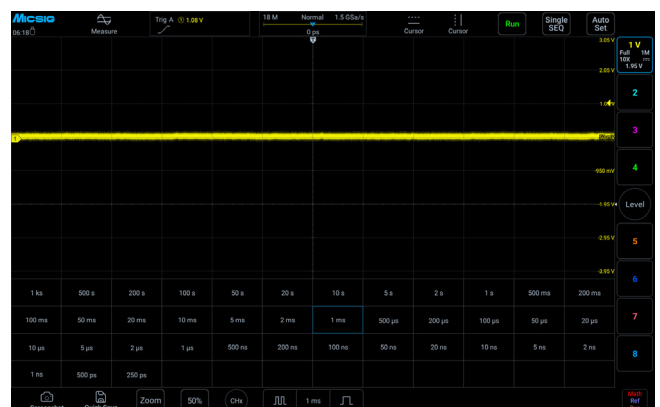 Micsig
06:18
Measure
Trig A ① 1.08 V
18 M Normal 1.5 GSa/s
0 ps
Cursor
Cursor
Run
Single
SEQ
Auto
Set
3.05 V
2.05 V
-950 mV
-1.95 V
-2.95 V
-3.95 V
1 V
Full 1M
10X
1.95 V
2
3
4
Level
5
6
7
8
1 ks 500 s 200 s 100 s 50 s 20 s 10 s 5 s 2 s 1 s 500 ms 200 ms
100 ms 50 ms 20 ms 10 ms 5 ms 2 ms 1 ms 500 µs 200 µs 100 µs 50 µs 20 µs
10 µs 5 µs 2 µs 1 µs 500 ns 200 ns 100 ns 50 ns 20 ns 10 ns 5 ns 2 ns
1 ns 500 ps 250 ps
Zoom 50% CHx 1 ms
Math
Ref